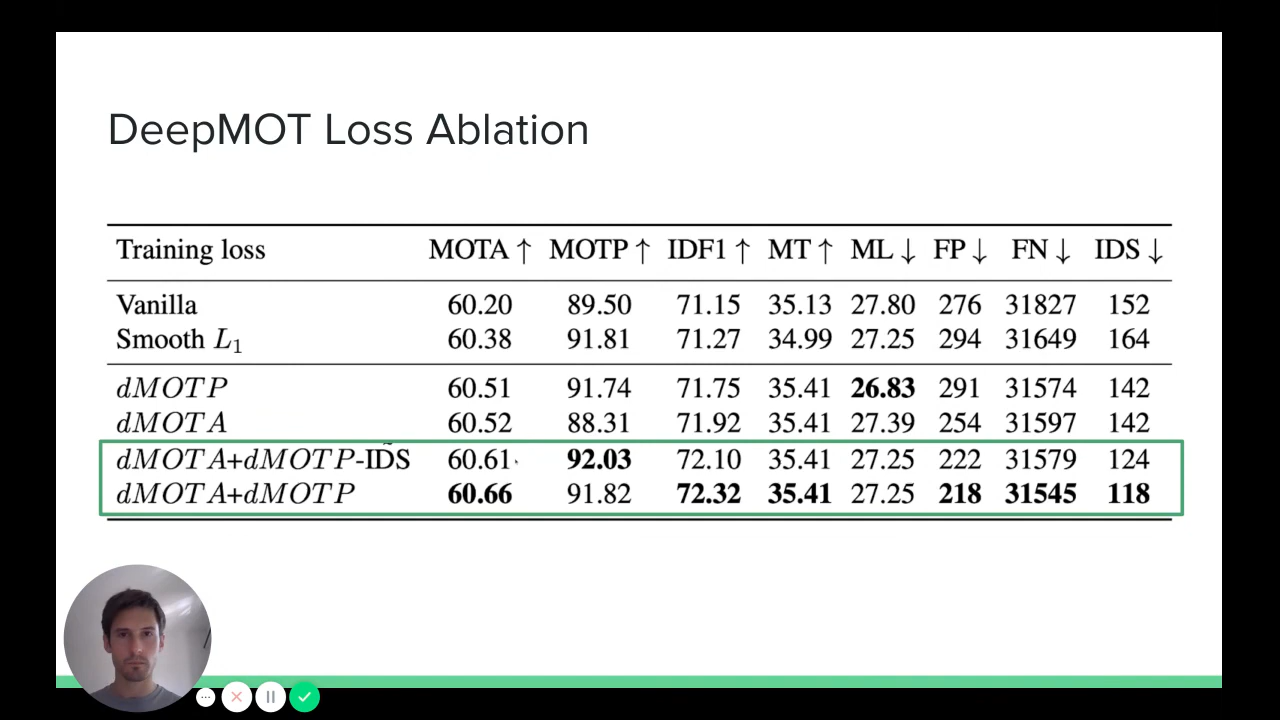 DeepMOT Loss Ablation
Training loss MOTA ↑ MOTP ↑ IDF1 ↑ MT ↑ ML ↓ FP ↓ FN ↓ IDS ↓
Vanilla 60.20 89.50 71.15 35.13 27.80 276 31827 152
Smooth L₁ 60.38 91.81 71.27 34.99 27.25 294 31649 164
dMOTP 60.51 91.74 71.75 35.41 26.83 291 31574 142
dMOTA 60.52 88.31 71.92 35.41 27.39 254 31597 142
dMOTA+dMOTP-ID̃S 60.61 92.03 72.10 35.41 27.25 222 31579 124
dMOTA+dMOTP 60.66 91.82 72.32 35.41 27.25 218 31545 118